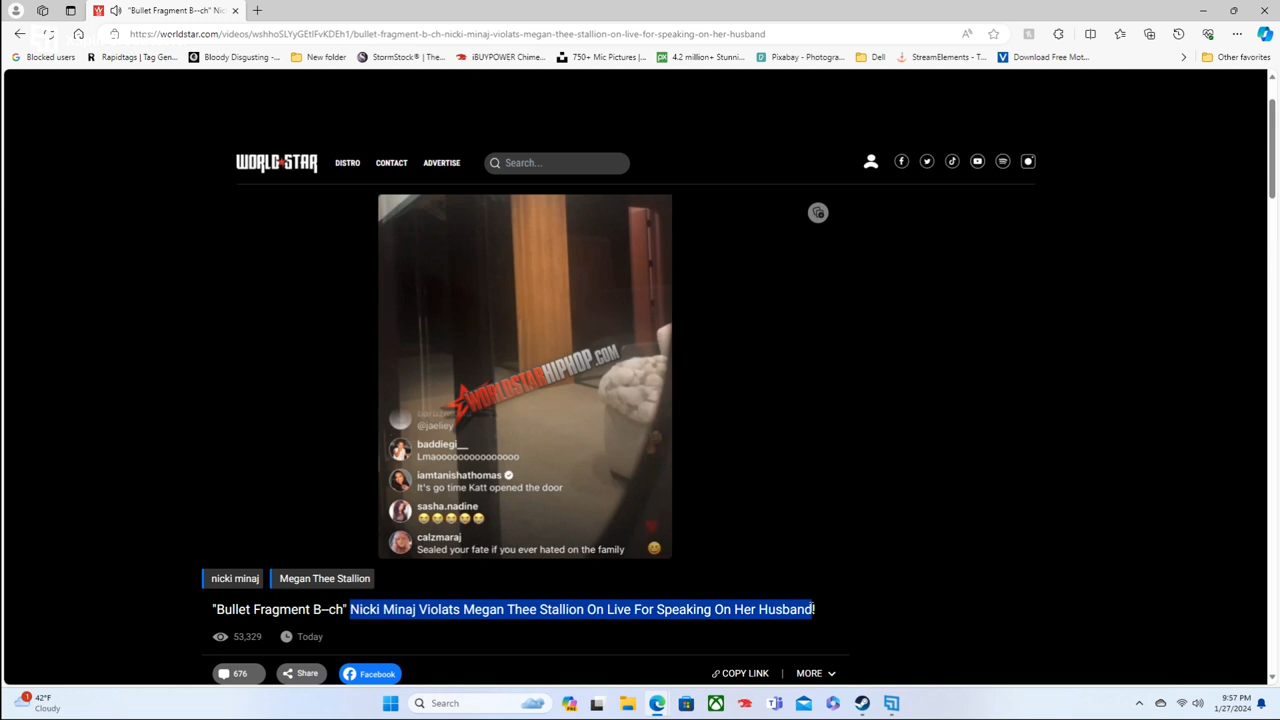 "Bullet Fragment B--ch" Nicki M
https://worldstar.com/videos/wshhoSLYyGEtIFvKDEh1/bullet-fragment-b-ch-nicki-minaj-violats-megan-thee-stallion-on-live-for-speaking-on-her-husband
Blocked users
Rapidtags | Tag Gen...
Bloody Disgusting -...
New folder
StormStock® | The...
iBUYPOWER Chime...
750+ Mic Pictures |...
4.2 million+ Stunni...
Pixabay - Photogra...
Dell
StreamElements - T...
Download Free Mot...
Other favorites
WORLD STAR
DISTRO
CONTACT
ADVERTISE
Search...
WORLDSTARHIPHOP.COM
@jaeliey
baddiegi__
Lmaooooooooooooooo
iamtanishathomas
It's go time Katt opened the door
sasha.nadine
😂😂😂😂😂
calzmaraj
Sealed your fate if you ever hated on the family
nicki minaj
Megan Thee Stallion
"Bullet Fragment B--ch" Nicki Minaj Violats Megan Thee Stallion On Live For Speaking On Her Husband!
53,329
Today
676
Share
Facebook
COPY LINK
MORE
1
42°F
Cloudy
Search
9:57 PM
1/27/2024